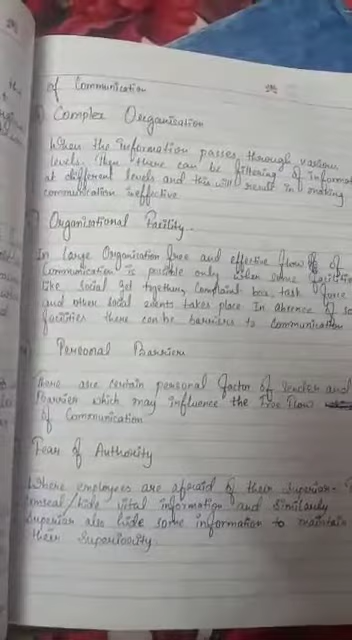 of Communication
Complex Organisation
When the information passes through various
levels. Then there can be filtering of Informat
at different levels and this will result in making
communication ineffective
Organisational Facility.
In large Organisation free and effective flow of
Communication is possible only when some facilities
like social get together, Complaint box, task force
and other social events takes place. In absence of so
facilities there can be barriers to communication
Personal Barriers
There are certain personal factor of sender and
Barrier which may influence the Free Flow
of Communication
Fear of Authority
Where employees are afraid of their Superior.
conseal/hide vital information and similarly
Superior also hide some information to maintain
their Superiority